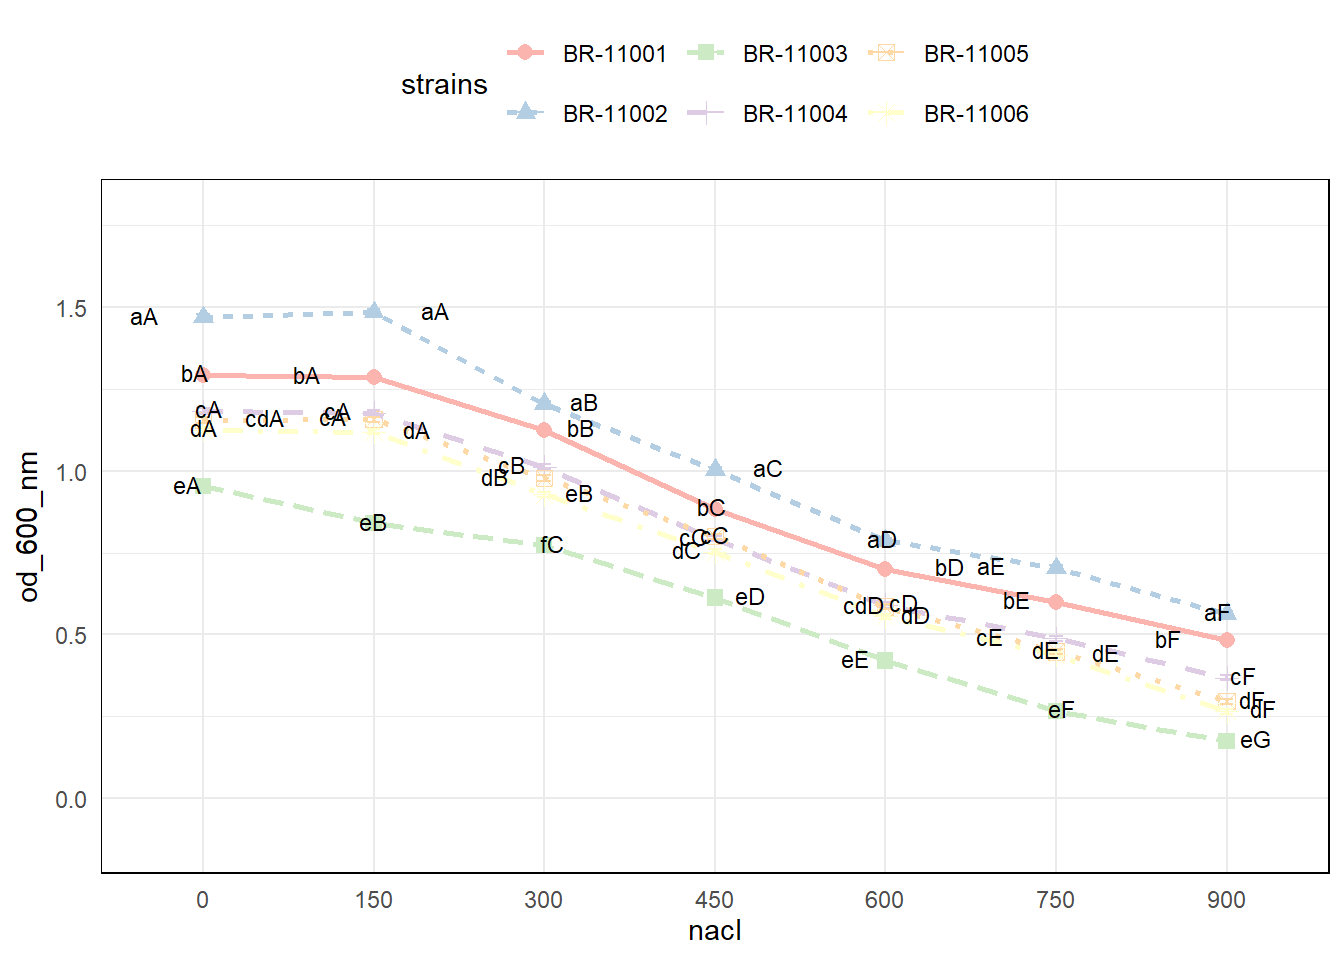 strains
BR-11001 BR-11003 BR-11005
BR-11002 BR-11004 BR-11006
od_600_nm
1.5
1.0
0.5
0.0
aA aA
bA bA
cA cdA cA cA
dA dA
aB
bB
cB
dB
eB
eA
eB
fC
aC
bC
cC cC
dC
eD
aD
bD
cdD cD
dD
eE
aE
bE
cE
dE dE
eF
aF
bF
cF
dF
dF
eG
0 150 300 450 600 750 900
nacl